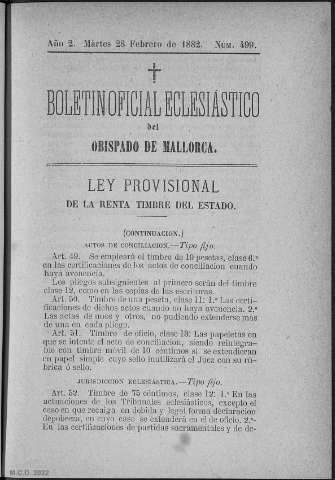 Año 2. Mártes 28 Febrero de 1882. NUM. 499.
BOLETIN OFICIAL ECLESIÁSTICO
del
OBISPADO DE MALLORCA.
LEY PROVISIONAL
DE LA RENTA TIMBRE DEL ESTADO.
(CONTINUACION.)
ACTOS DE CONCILIACION.—Tipo fijo.
Art. 49. Se empleará el timbre de 10 pesetas, clase 6.ª
en las certificaciones de los actos de conciliacion cuando
haya avenencia.
Los pliegos subsiguientes al primero serán del timbre
clase 12, como en las copias de las escrituras.
Art. 50. Timbre de una peseta, clase 11: 1.º Las certi-
ficaciones de dichos actos cuando no haya avenencia. 2.º
Las actas de unos y otros, no pudiendo extenderse más
de una en cada pliego.
Art. 51. Timbre de oficio, clase 13: Las papeletas en
que se intente el acto de conciliacion, siendo reintegra-
ble con timbre móvil de 10 céntimos si se extendieran
en papel simple cuyo sello inutilizará el Juez con su rú-
brica ó sello.
JURISDICCION ECLESIÁSTICA.—Tipo fijo.
Art. 52. Timbre de 75 céntimos, clase 12: 1.º En las
actuaciones de los Tribunales eclesiásticos, excepto el
caso en que recaiga en debida y legal forma declaracion
de pobreza, en cuyo caso se extenderá en el de oficio. 2.º
En las certificaciones de partidas sacramentales y de de-
M.C.D. 2022